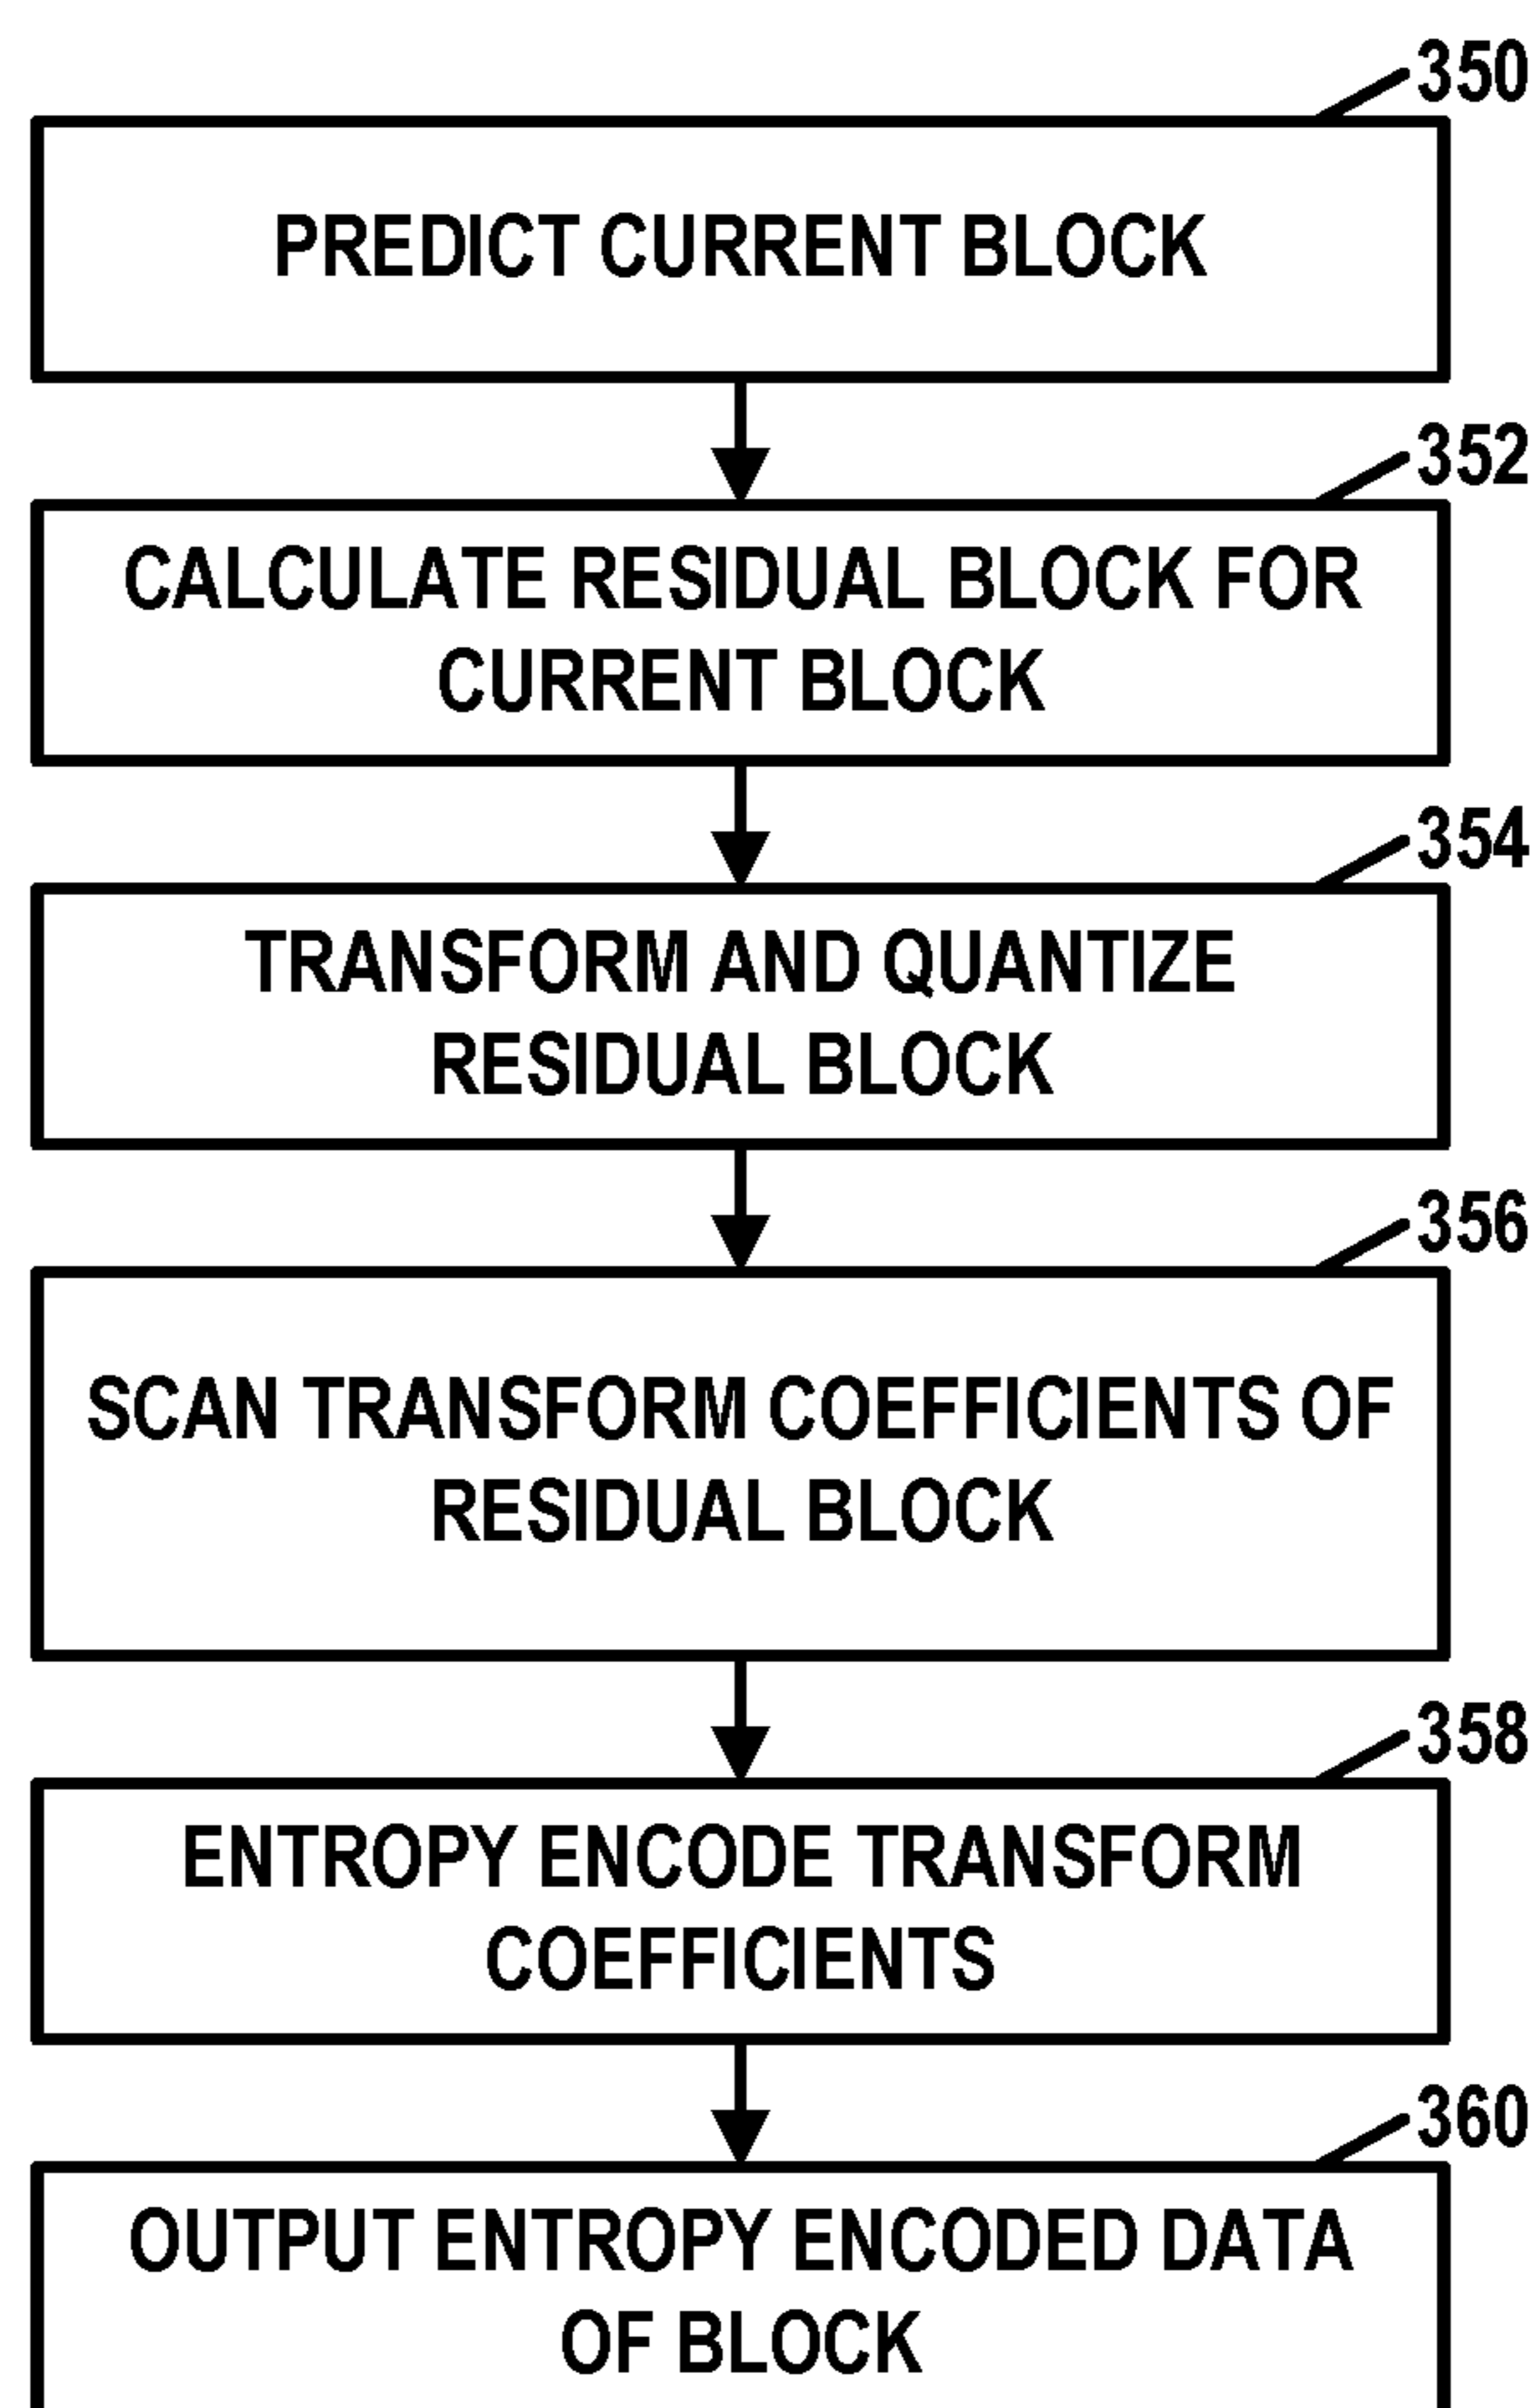 350
PREDICT CURRENT BLOCK
352
CALCULATE RESIDUAL BLOCK FOR
CURRENT BLOCK
354
TRANSFORM AND QUANTIZE
RESIDUAL BLOCK
356
SCAN TRANSFORM COEFFICIENTS OF
RESIDUAL BLOCK
358
ENTROPY ENCODE TRANSFORM
COEFFICIENTS
360
OUTPUT ENTROPY ENCODED DATA
OF BLOCK